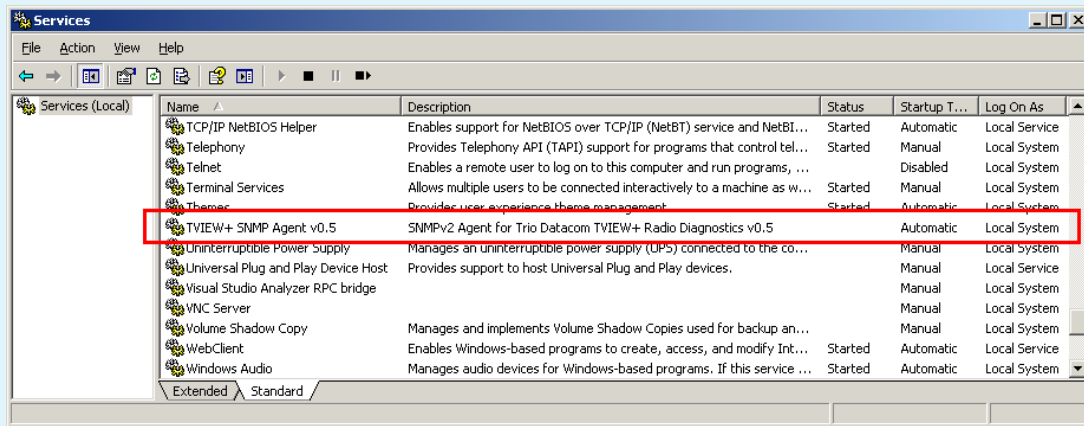 Services
File Action View Help
Services (Local)
Name Description Status Startup T... Log On As
TCP/IP NetBIOS Helper Enables support for NetBIOS over TCP/IP (NetBT) service and NetBI... Started Automatic Local Service
Telephony Provides Telephony API (TAPI) support for programs that control tel... Started Manual Local System
Telnet Enables a remote user to log on to this computer and run programs, ... Disabled Local System
Terminal Services Allows multiple users to be connected interactively to a machine as w... Started Manual Local System
Themes Provides user experience theme management. Started Automatic Local System
TVIEW+ SNMP Agent v0.5 SNMPv2 Agent for Trio Datacom TVIEW+ Radio Diagnostics v0.5 Automatic Local System
Uninterruptible Power Supply Manages an uninterruptible power supply (UPS) connected to the co... Manual Local System
Universal Plug and Play Device Host Provides support to host Universal Plug and Play devices. Manual Local Service
Visual Studio Analyzer RPC bridge Manual Local System
VNC Server Manual Local System
Volume Shadow Copy Manages and implements Volume Shadow Copies used for backup an... Manual Local System
WebClient Enables Windows-based programs to create, access, and modify Int... Started Automatic Local Service
Windows Audio Manages audio devices for Windows-based programs. If this service ... Started Automatic Local System
Extended Standard